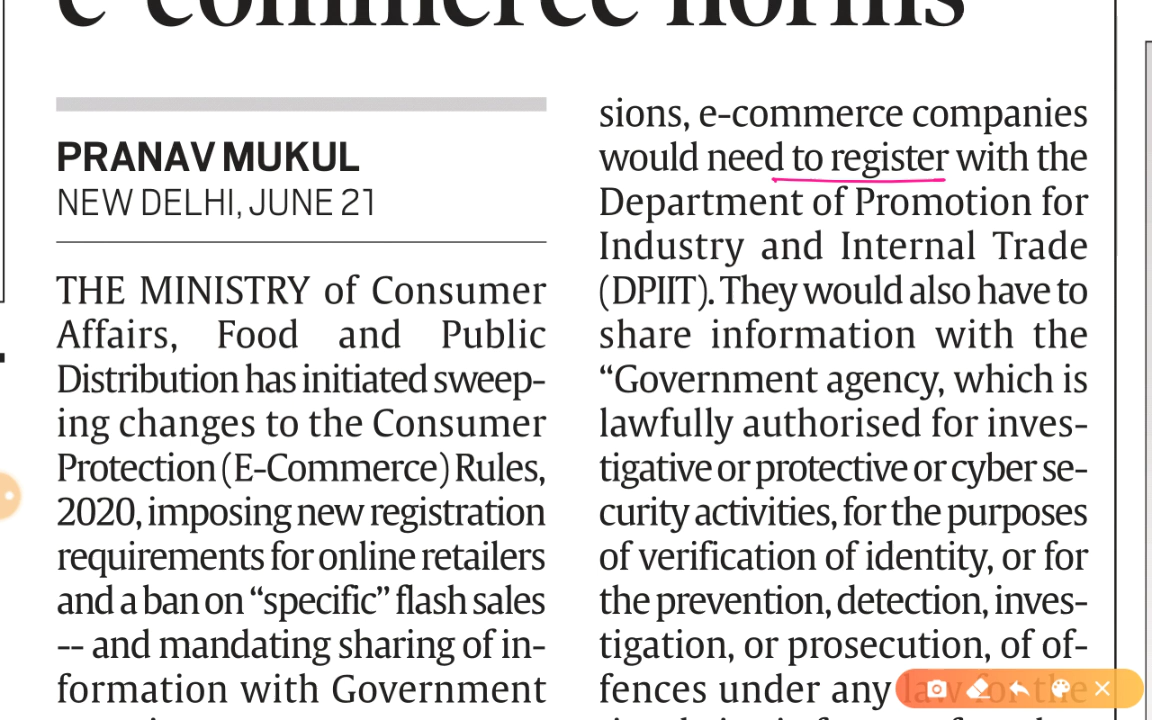 e-commerce norms
PRANAV MUKUL
NEW DELHI, JUNE 21
THE MINISTRY of Consumer
Affairs, Food and Public
Distribution has initiated sweep-
ing changes to the Consumer
Protection (E-Commerce) Rules,
2020, imposing new registration
requirements for online retailers
and a ban on “specific” flash sales
-- and mandating sharing of in-
formation with Government
sions, e-commerce companies
would need to register with the
Department of Promotion for
Industry and Internal Trade
(DPIIT). They would also have to
share information with the
“Government agency, which is
lawfully authorised for inves-
tigative or protective or cyber se-
curity activities, for the purposes
of verification of identity, or for
the prevention, detection, inves-
tigation, or prosecution, of of-
fences under any law for the